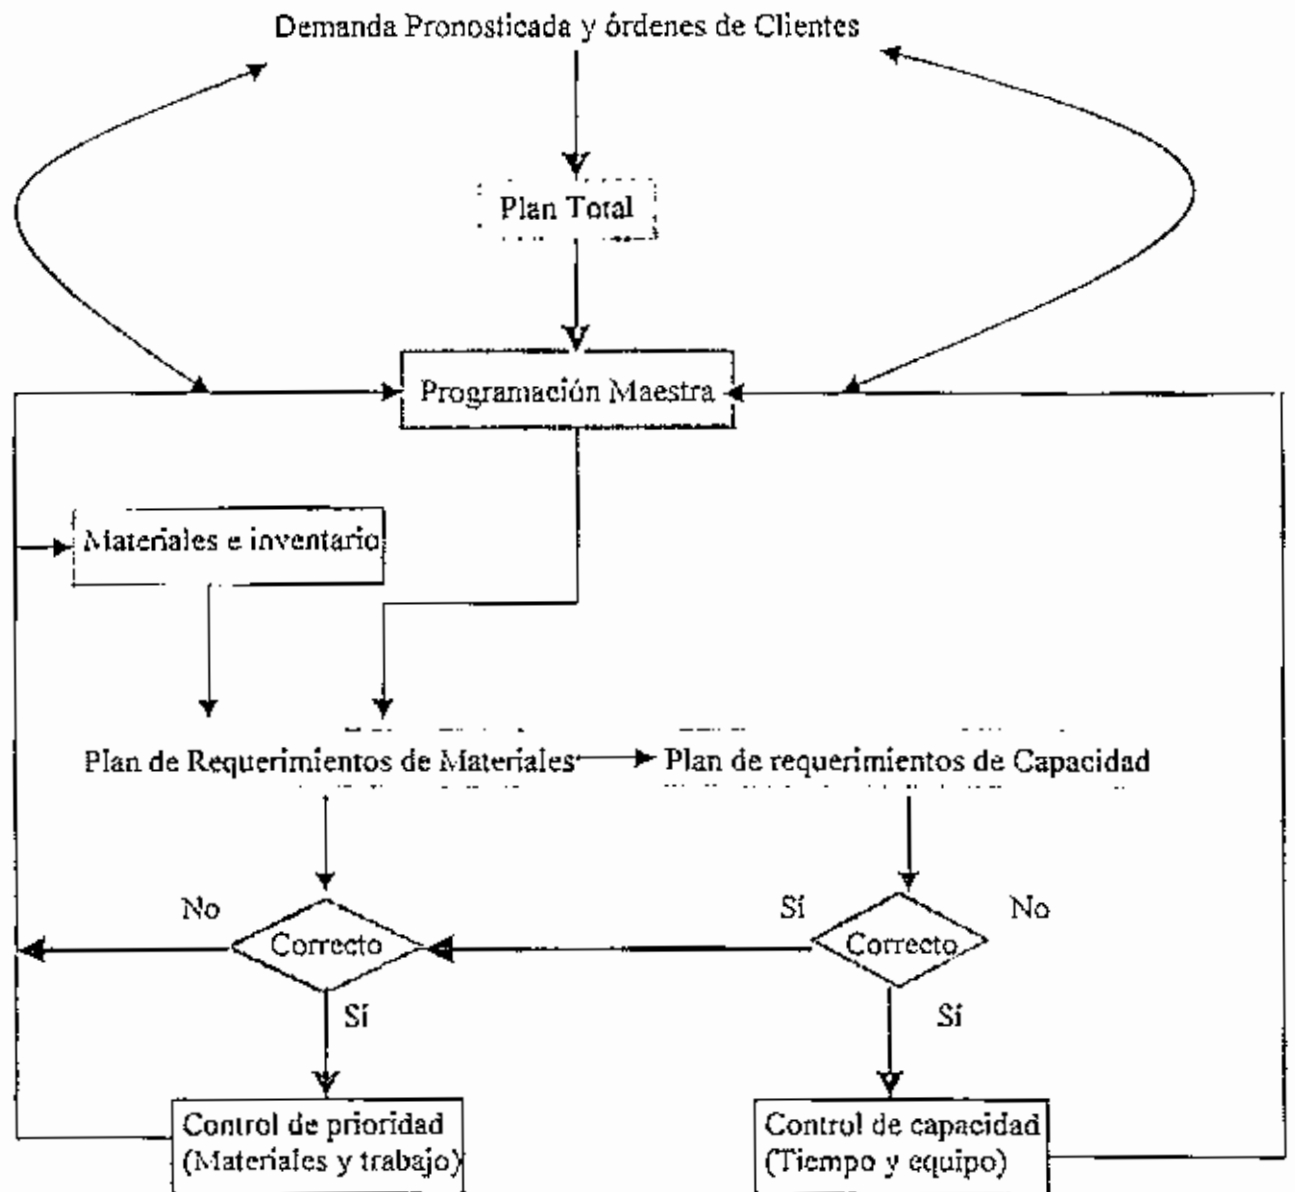 Demanda Pronosticada y órdenes de Clientes
Plan Total
Programación Maestra
Materiales e inventario
Plan de Requerimientos de Materiales
Plan de requerimientos de Capacidad
No
Correcto
Sí
Correcto
No
Sí
Sí
Control de prioridad
(Materiales y trabajo)
Control de capacidad
(Tiempo y equipo)